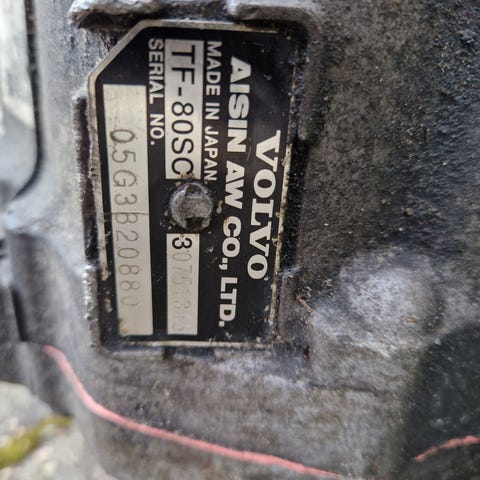 VOLVO
AISIN AW CO., LTD.
MADE IN JAPAN
TF-80SC
SERIAL NO.
05G3B20880